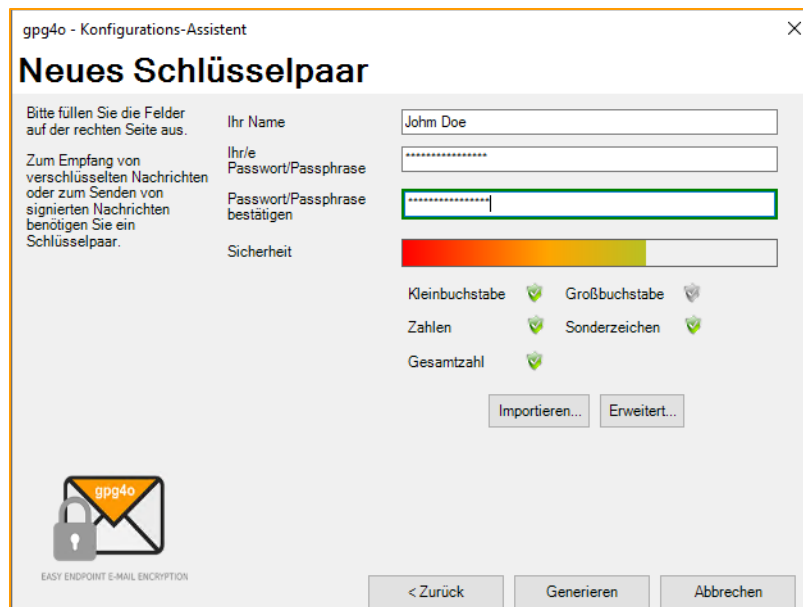 gpg4o - Konfigurations-Assistent
Neues Schlüsselpaar
Bitte füllen Sie die Felder
auf der rechten Seite aus.
Zum Empfang von
verschlüsselten Nachrichten
oder zum Senden von
signierten Nachrichten
benötigen Sie ein
Schlüsselpaar.
Ihr Name
Johm Doe
Ihr/e
Passwort/Passphrase
****************
Passwort/Passphrase
bestätigen
****************
Sicherheit
Kleinbuchstabe
Großbuchstabe
Zahlen
Sonderzeichen
Gesamtzahl
Importieren...
Erweitert...
gpg4o
EASY ENDPOINT E-MAIL ENCRYPTION
< Zurück
Generieren
Abbrechen